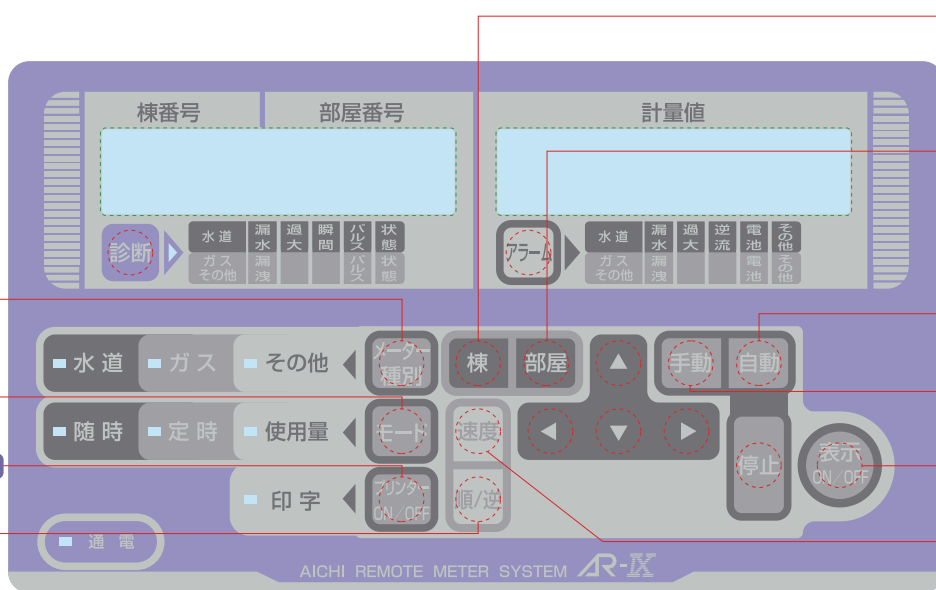 棟番号 部屋番号 計量値
診断 水道 漏水 過大 瞬間 パルス 状態
ガス その他 漏洩 パルス 状態
アラーム 水道 漏水 過大 逆流 電池 その他
ガス その他 漏洩 電池 その他
水道 ガス その他 メーター種別 棟 部屋 手動 自動
随時 定時 使用量 モード 速度 停止 表示 ON/OFF
印字 プリンター ON/OFF 順/逆
通電
AICHI REMOTE METER SYSTEM AR-IX